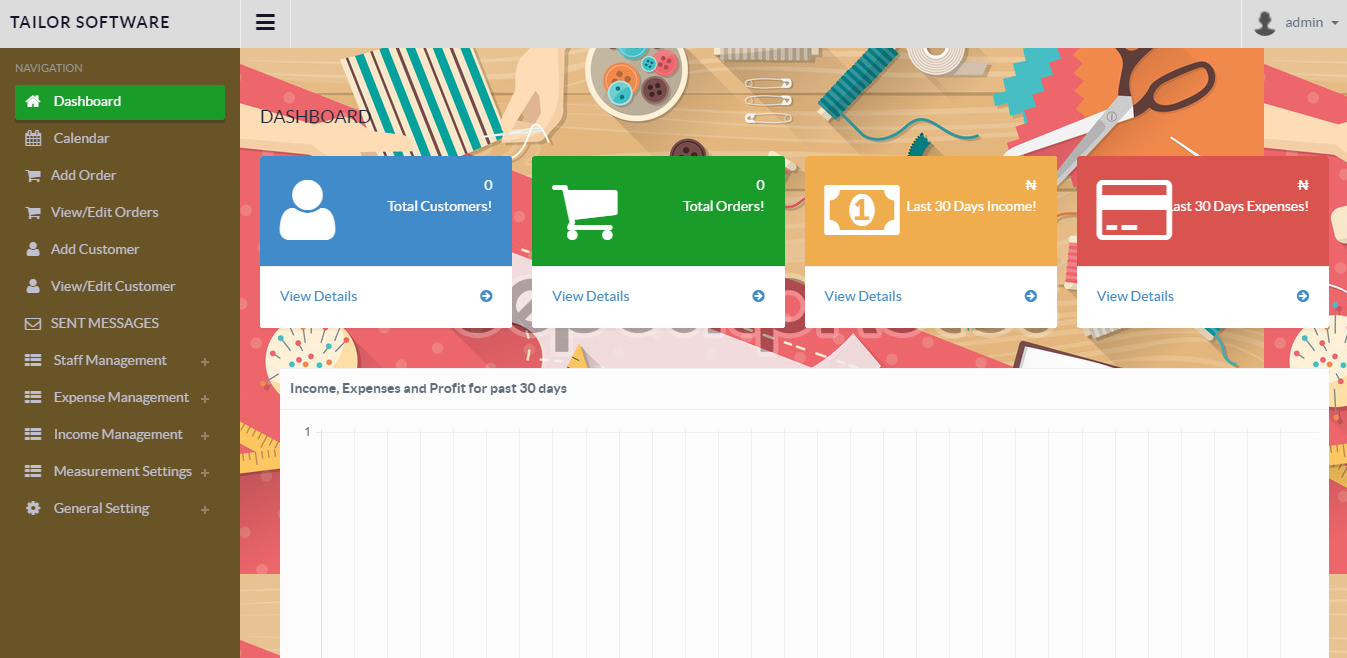 TAILOR SOFTWARE
admin
NAVIGATION
Dashboard
Calendar
Add Order
View/Edit Orders
Add Customer
View/Edit Customer
SENT MESSAGES
Staff Management +
Expense Management +
Income Management +
Measurement Settings +
General Setting +
DASHBOARD
0
Total Customers!
View Details
0
Total Orders!
View Details
₦
Last 30 Days Income!
View Details
₦
ast 30 Days Expenses!
View Details
Income, Expenses and Profit for past 30 days
1